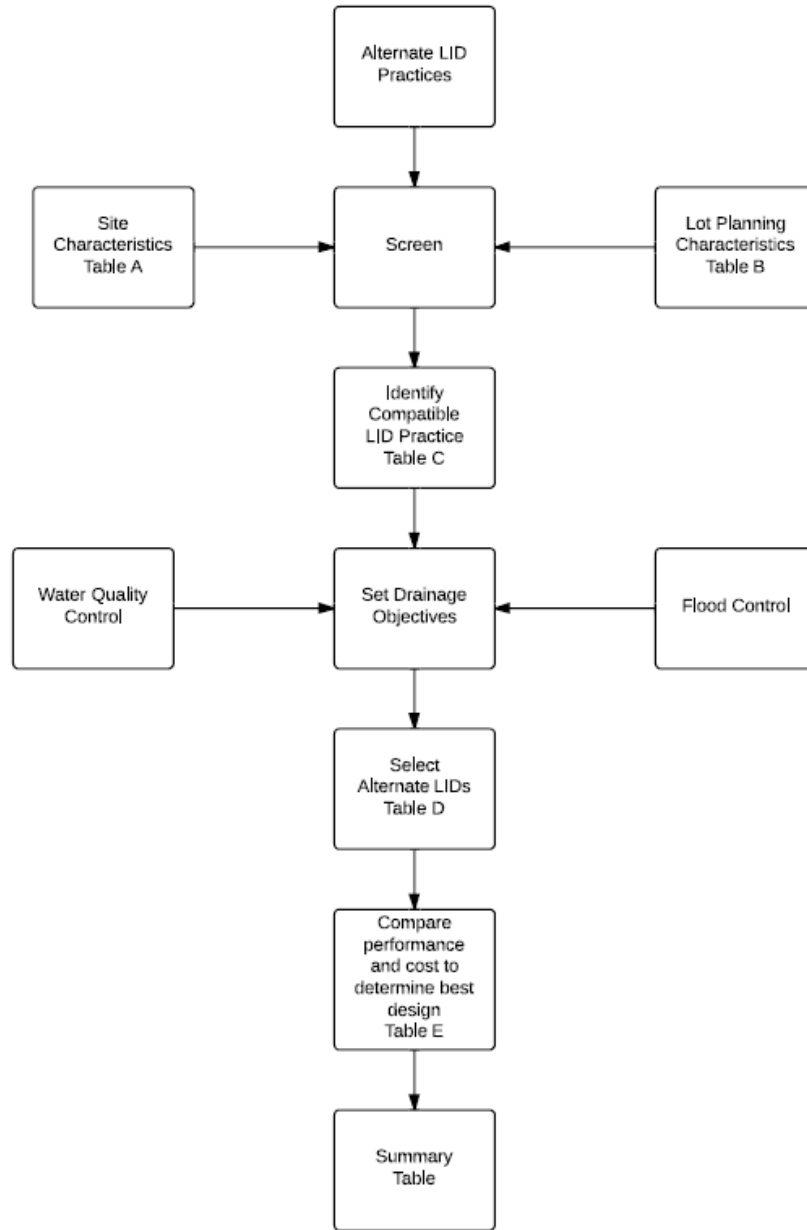 Alternate LID
Practices
Site
Characteristics
Table A
Screen
Lot Planning
Characteristics
Table B
Identify
Compatible
LID Practice
Table C
Water Quality
Control
Set Drainage
Objectives
Flood Control
Select
Alternate LIDs
Table D
Compare
performance
and cost to
determine best
design
Table E
Summary
Table